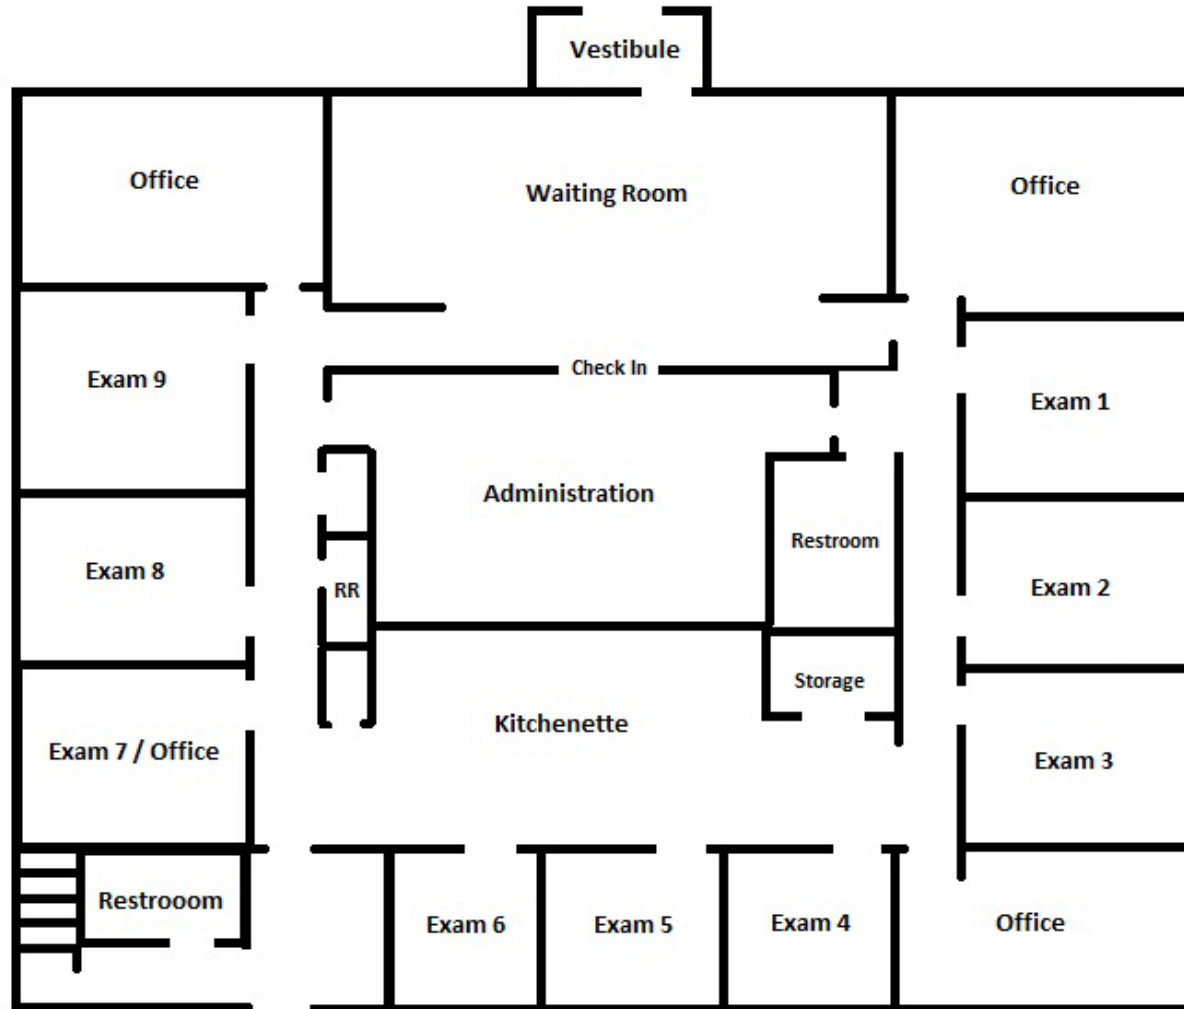 Vestibule
Office
Waiting Room
Office
Check In
Exam 9
Exam 1
Administration
Restroom
Exam 8
RR
Exam 2
Storage
Kitchenette
Exam 7 / Office
Exam 3
Restrooom
Exam 6
Exam 5
Exam 4
Office